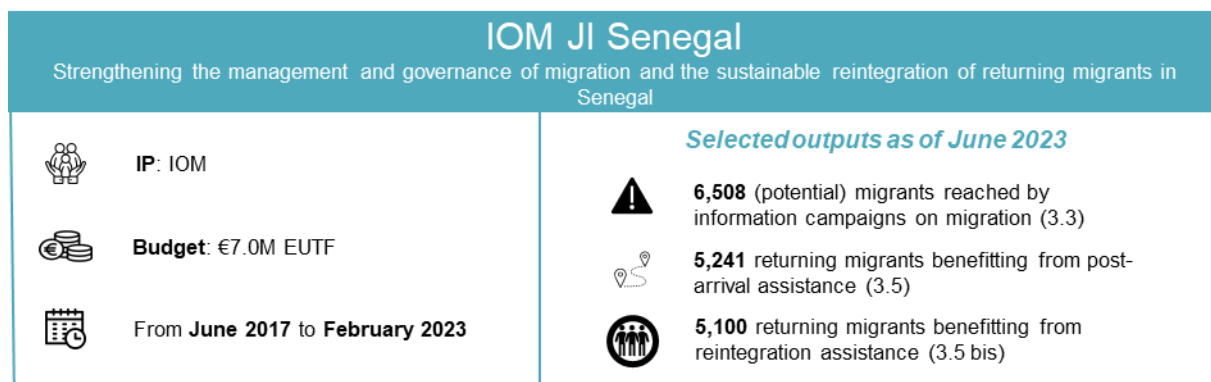 IOM JI Senegal
Strengthening the management and governance of migration and the sustainable reintegration of returning migrants in
Senegal
IP: IOM
Budget: €7.0M EUTF
From June 2017 to February 2023
Selected outputs as of June 2023
6,508 (potential) migrants reached by
information campaigns on migration (3.3)
5,241 returning migrants benefitting from post-
arrival assistance (3.5)
5,100 returning migrants benefitting from
reintegration assistance (3.5 bis)